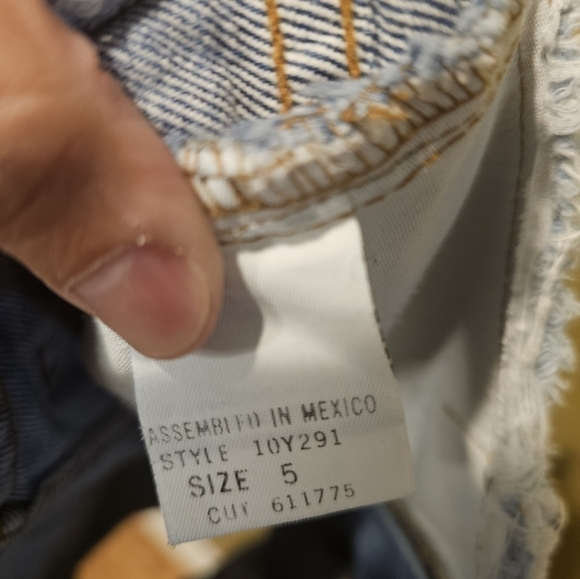 ASSEMBLED IN MEXICO
STYLE 10Y291
SIZE 5
CUT 611775